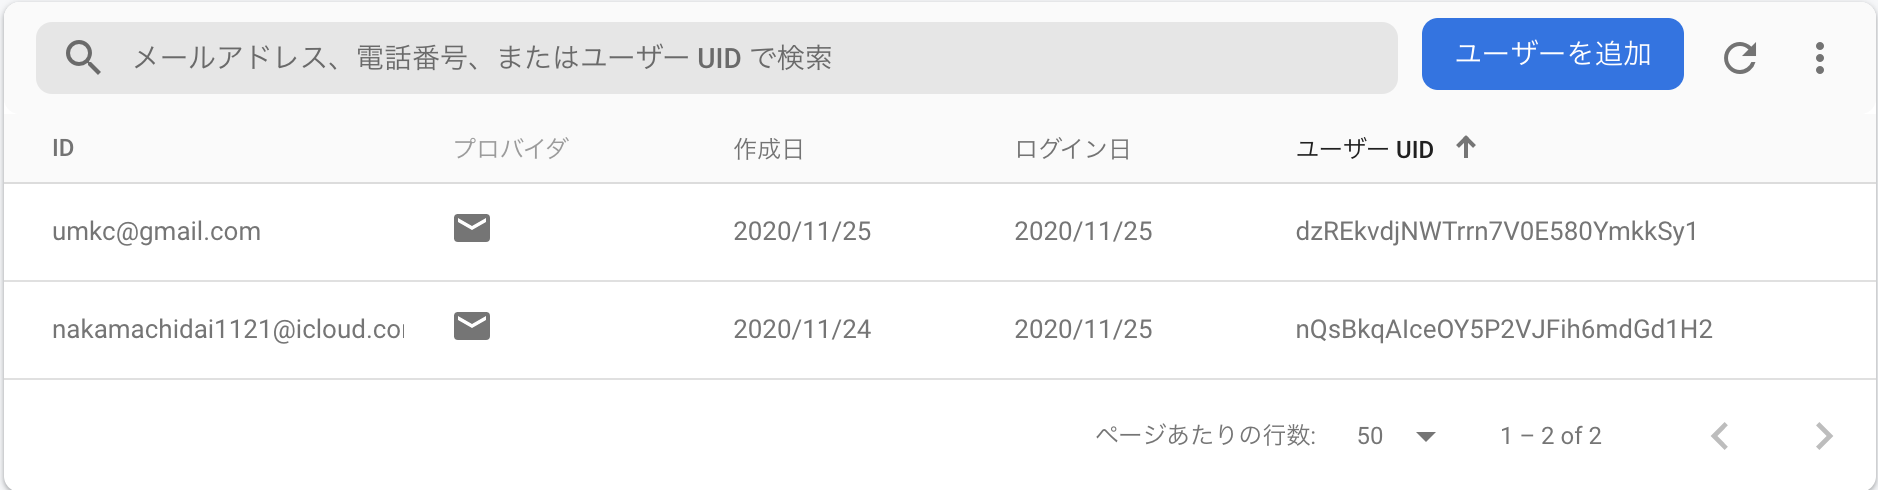 メールアドレス、電話番号、またはユーザー UID で検索 ユーザーを追加
ID プロバイダ 作成日 ログイン日 ユーザー UID
umkc@gmail.com 2020/11/25 2020/11/25 dzREkvdjNWTrrn7V0E580YmkkSy1
nakamachidai1121@icloud.co 2020/11/24 2020/11/25 nQsBkqAIceOY5P2VJFih6mdGd1H2
ページあたりの行数: 50 1 – 2 of 2